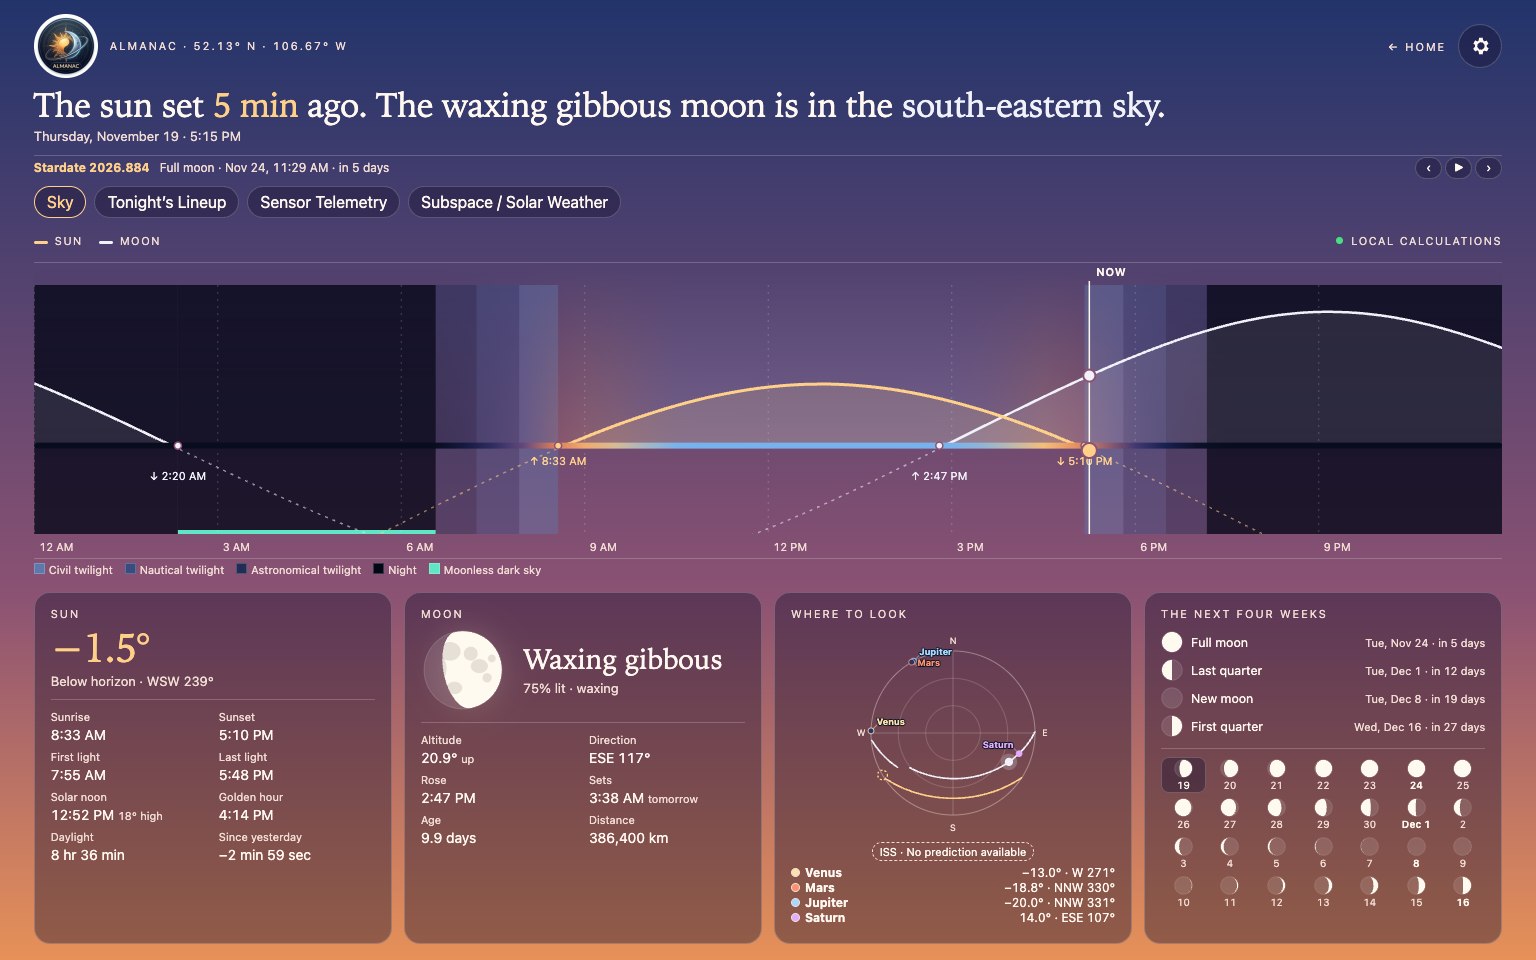 ALMANAC
ALMANAC · 52.13° N · 106.67° W
← HOME
The sun set 5 min ago. The waxing gibbous moon is in the south-eastern sky.
Thursday, November 19 · 5:15 PM
Stardate 2026.884 Full moon · Nov 24, 11:29 AM · in 5 days
Sky
Tonight's Lineup
Sensor Telemetry
Subspace / Solar Weather
SUN MOON
LOCAL CALCULATIONS
NOW
↑ 8:33 AM
↓ 5:10 PM
↓ 2:20 AM
↑ 2:47 PM
12 AM 3 AM 6 AM 9 AM 12 PM 3 PM 6 PM 9 PM
Civil twilight Nautical twilight Astronomical twilight Night Moonless dark sky
SUN
−1.5°
Below horizon · WSW 239°
Sunrise Sunset
8:33 AM 5:10 PM
First light Last light
7:55 AM 5:48 PM
Solar noon Golden hour
12:52 PM 18° high 4:14 PM
Daylight Since yesterday
8 hr 36 min −2 min 59 sec
MOON
Waxing gibbous
75% lit · waxing
Altitude Direction
20.9° up ESE 117°
Rose Sets
2:47 PM 3:38 AM tomorrow
Age Distance
9.9 days 386,400 km
WHERE TO LOOK
N
Jupiter
Mars
Venus
W
E
Saturn
S
ISS · No prediction available
Venus −13.0° · W 271°
Mars −18.8° · NNW 330°
Jupiter −20.0° · NNW 331°
Saturn 14.0° · ESE 107°
THE NEXT FOUR WEEKS
Full moon Tue, Nov 24 · in 5 days
Last quarter Tue, Dec 1 · in 12 days
New moon Tue, Dec 8 · in 19 days
First quarter Wed, Dec 16 · in 27 days
19 20 21 22 23 24 25
26 27 28 29 30 Dec 1 2
3 4 5 6 7 8 9
10 11 12 13 14 15 16